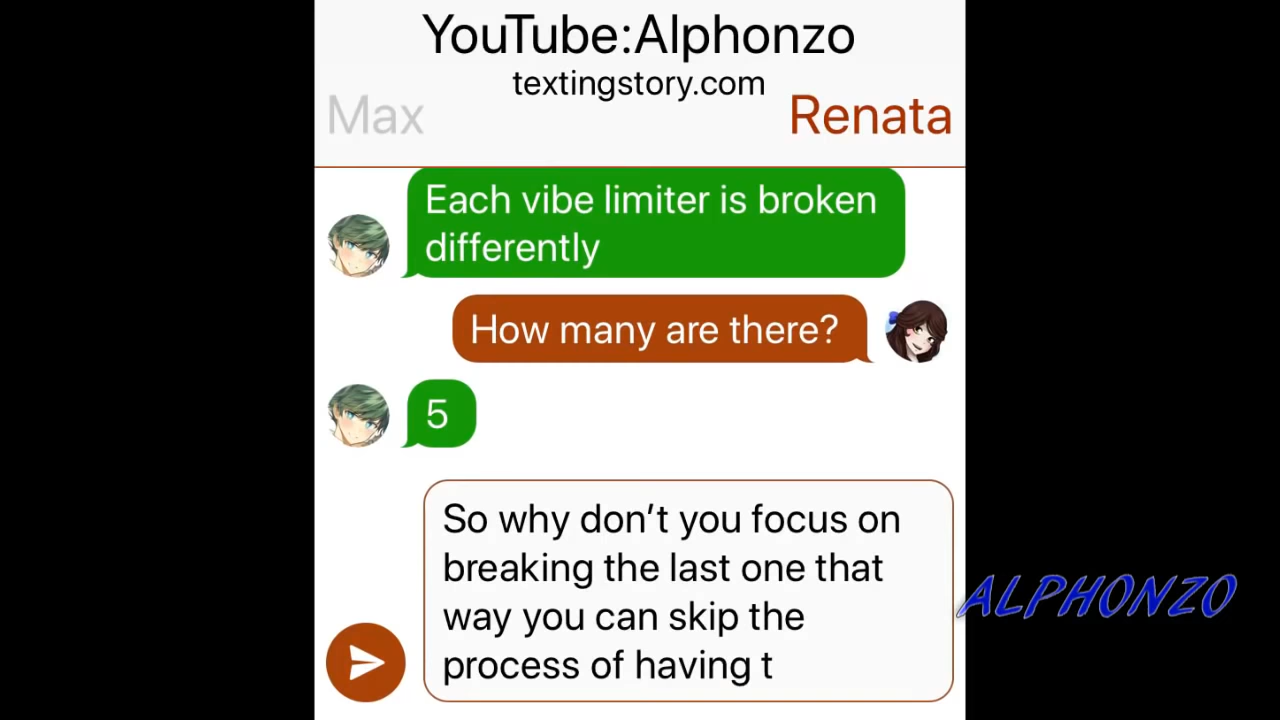 YouTube:Alphonzo
textingstory.com
Max
Renata
Each vibe limiter is broken
differently
How many are there?
5
So why don’t you focus on
breaking the last one that
way you can skip the
process of having t
ALPHONZO